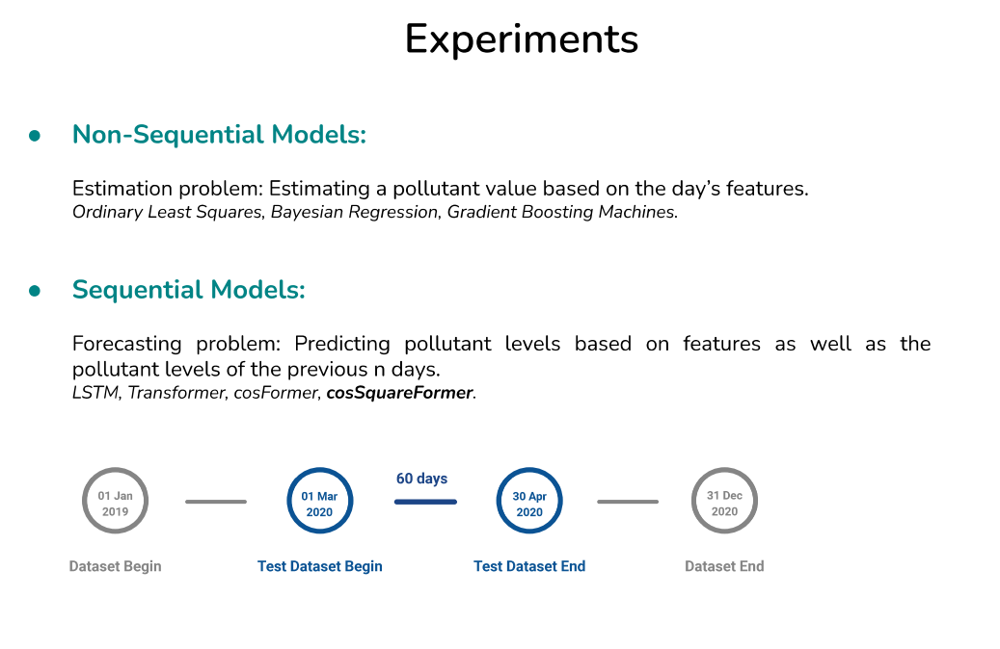 Experiments
● Non-Sequential Models:
Estimation problem: Estimating a pollutant value based on the day’s features.
Ordinary Least Squares, Bayesian Regression, Gradient Boosting Machines.
● Sequential Models:
Forecasting problem: Predicting pollutant levels based on features as well as the
pollutant levels of the previous n days.
LSTM, Transformer, cosFormer, cosSquareFormer.
60 days
01 Jan
2019
01 Mar
2020
30 Apr
2020
31 Dec
2020
Dataset Begin
Test Dataset Begin
Test Dataset End
Dataset End